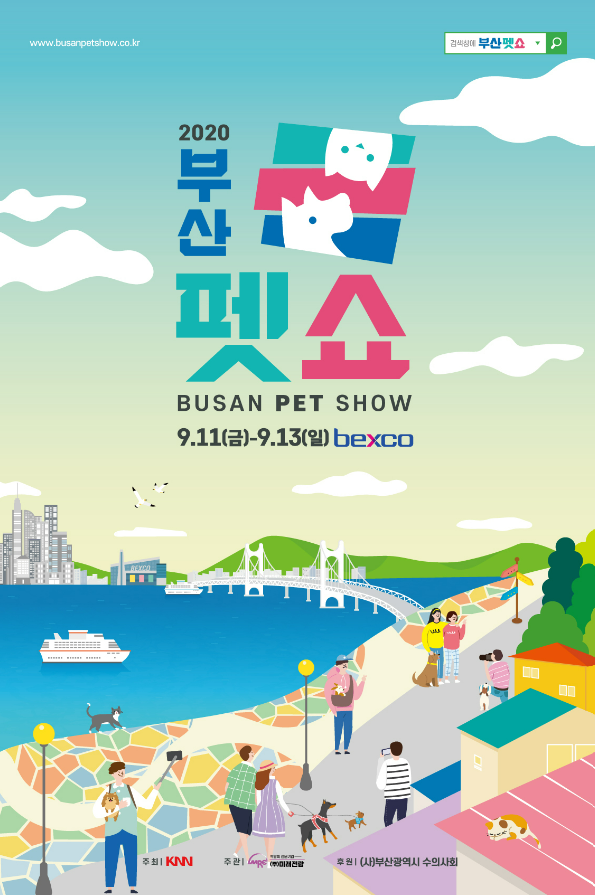 www.busanpetshow.co.kr
검색창에 부산펫쇼
2020
부
산
펫쇼
BUSAN PET SHOW
9.11(금)-9.13(일) bexco
BEXCO
주최 | KNN
주관 | (주)미래전람
후원 | (사)부산광역시 수의사회